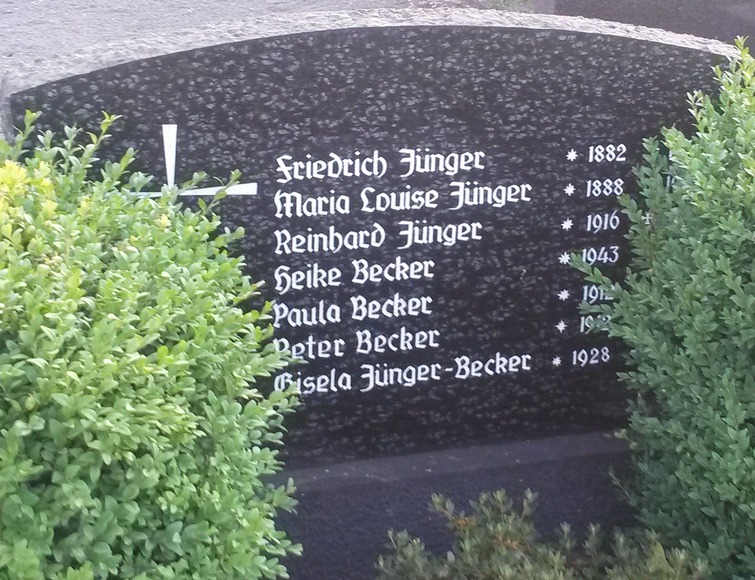 Friedrich Jünger * 1882
Maria Louise Jünger * 1888
Reinhard Jünger * 1916
Heike Becker * 1943
Paula Becker *
Peter Becker *
Gisela Jünger-Becker * 1928